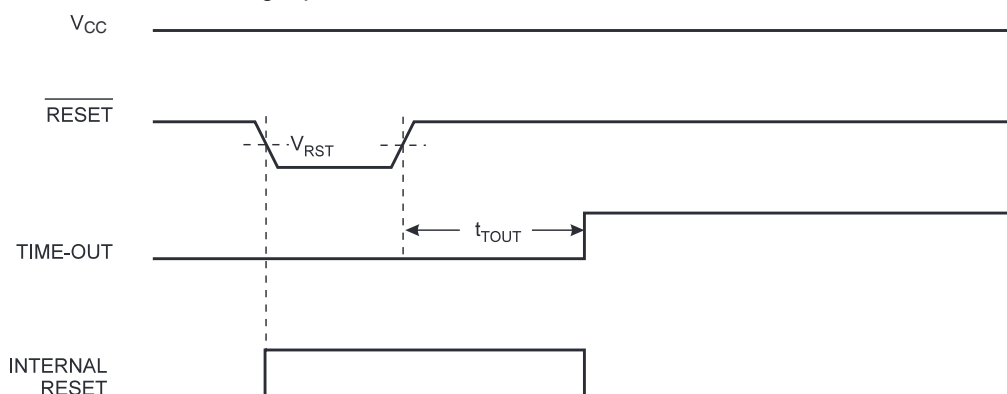 VCC
RESET
VRST
tTOUT
TIME-OUT
INTERNAL
RESET